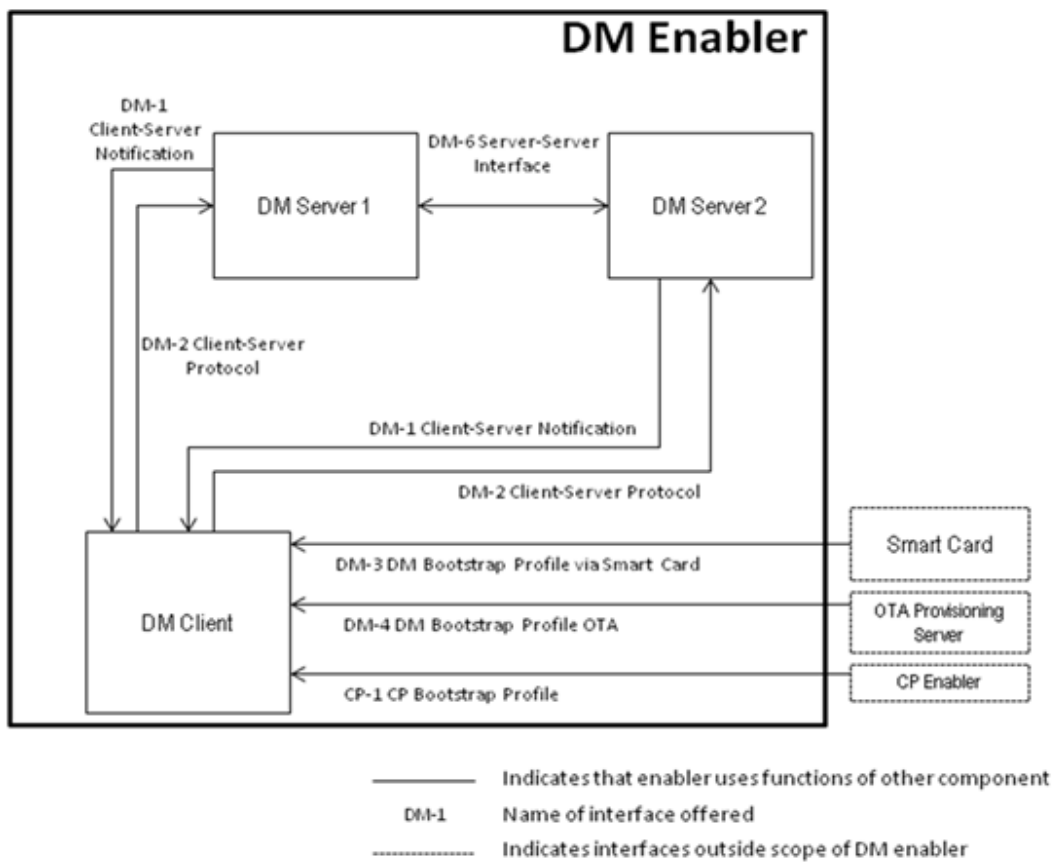 DM Enabler
DM-1
Client-Server
Notification
DM-6 Server-Server
Interface
DM Server 1
DM Server 2
DM-2 Client-Server
Protocol
DM-1 Client-Server Notification
DM-2 Client-Server Protocol
Smart Card
DM-3 DM Bootstrap Profile via Smart Card
DM Client
OTA Provisioning
Server
DM-4 DM Bootstrap Profile OTA
CP Enabler
CP-1 CP Bootstrap Profile
Indicates that enabler uses functions of other component
DM-1 Name of interface offered
Indicates interfaces outside scope of DM enabler